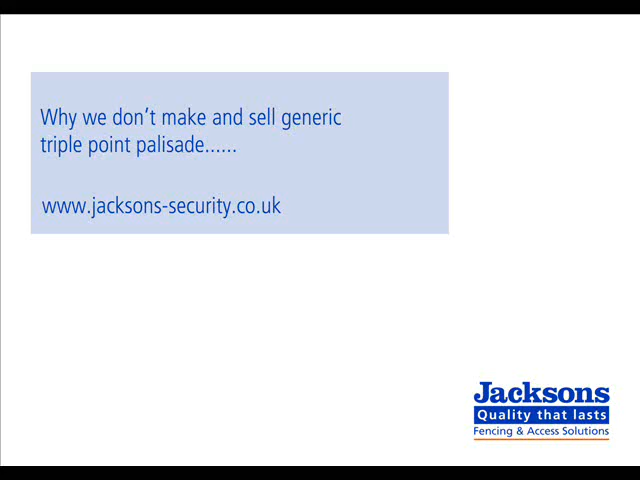 Why we don't make and sell generic
triple point palisade......
www.jacksons-security.co.uk
Jacksons
Quality that lasts
Fencing & Access Solutions